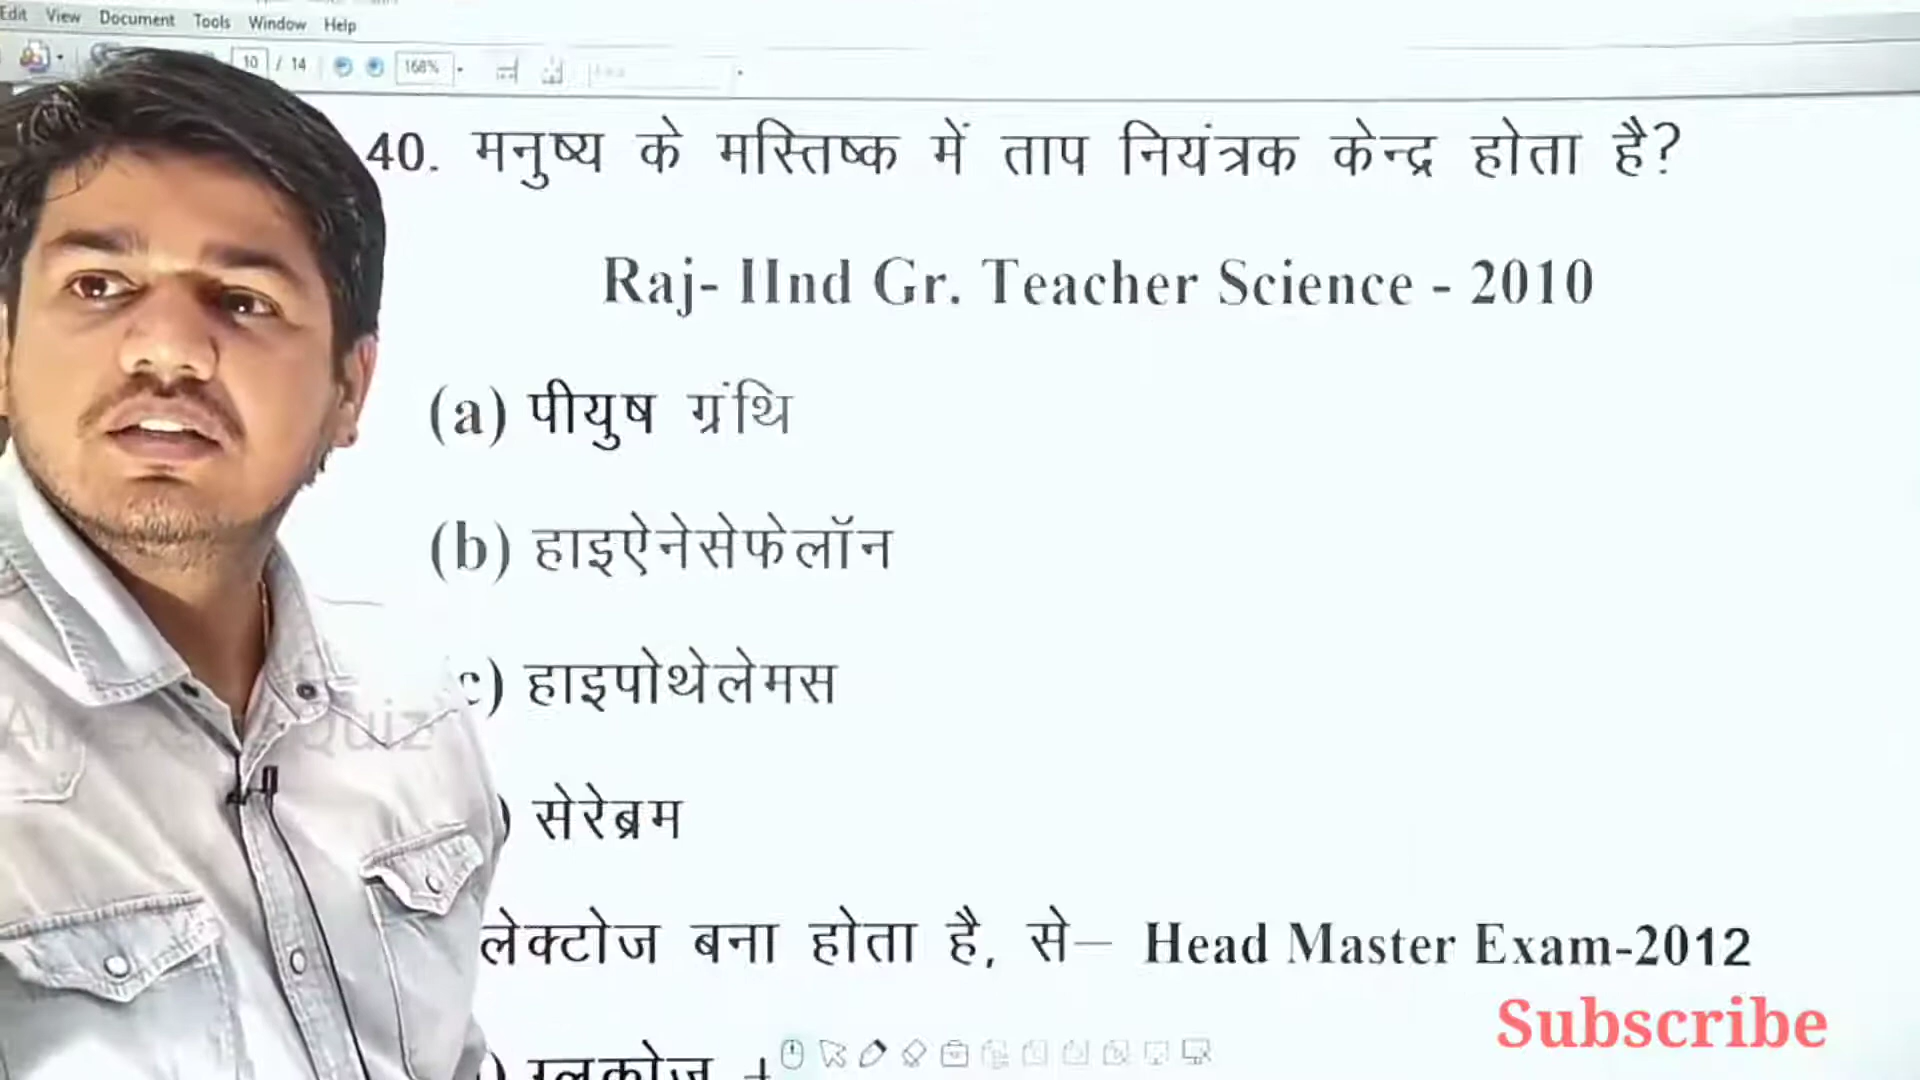 Edit View Document Tools Window Help
10 / 14 168%
40. मनुष्य के मस्तिष्क में ताप नियंत्रक केन्द्र होता है?
Raj- IInd Gr. Teacher Science - 2010
(a) पीयुष ग्रंथि
(b) हाइऐनेसेफेलॉन
c) हाइपोथेलेमस
) सेरेब्रम
लेक्टोज बना होता है, से– Head Master Exam-2012
) ग्लूकोज +
Subscribe
Quiz